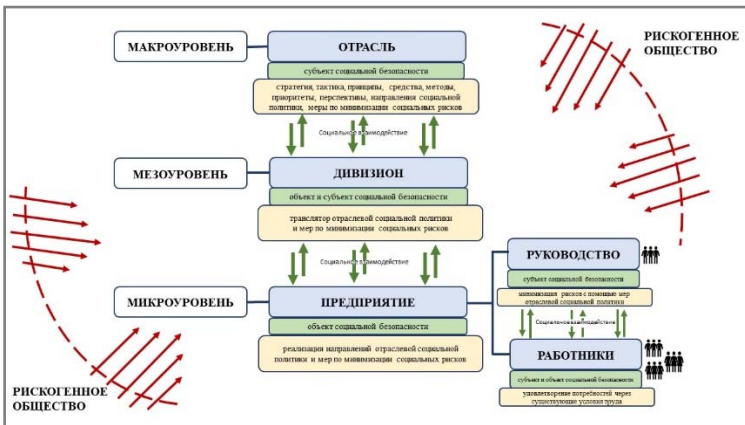 МАКРОУРОВЕНЬ
ОТРАСЛЬ
субъект социальной безопасности
стратегия, тактика, принципы, средства, методы,
приоритеты, перспективы, направления социальной
политики, меры по минимизации социальных рисков
РИСКОГЕННОЕ
ОБЩЕСТВО
Социальное взаимодействие
МЕЗОУРОВЕНЬ
ДИВИЗИОН
объект и субъект социальной безопасности
транслятор отраслевой социальной политики
и мер по минимизации социальных рисков
Социальное взаимодействие
МИКРОУРОВЕНЬ
ПРЕДПРИЯТИЕ
объект социальной безопасности
реализация направлений отраслевой социальной
политики и мер по минимизации социальных рисков
РУКОВОДСТВО
субъект социальной безопасности
минимизация рисков с помощью мер
отраслевой социальной политики
Социальное взаимодействие
РАБОТНИКИ
субъект и объект социальной безопасности
удовлетворение потребностей через
существующие условия труда
РИСКОГЕННОЕ
ОБЩЕСТВО